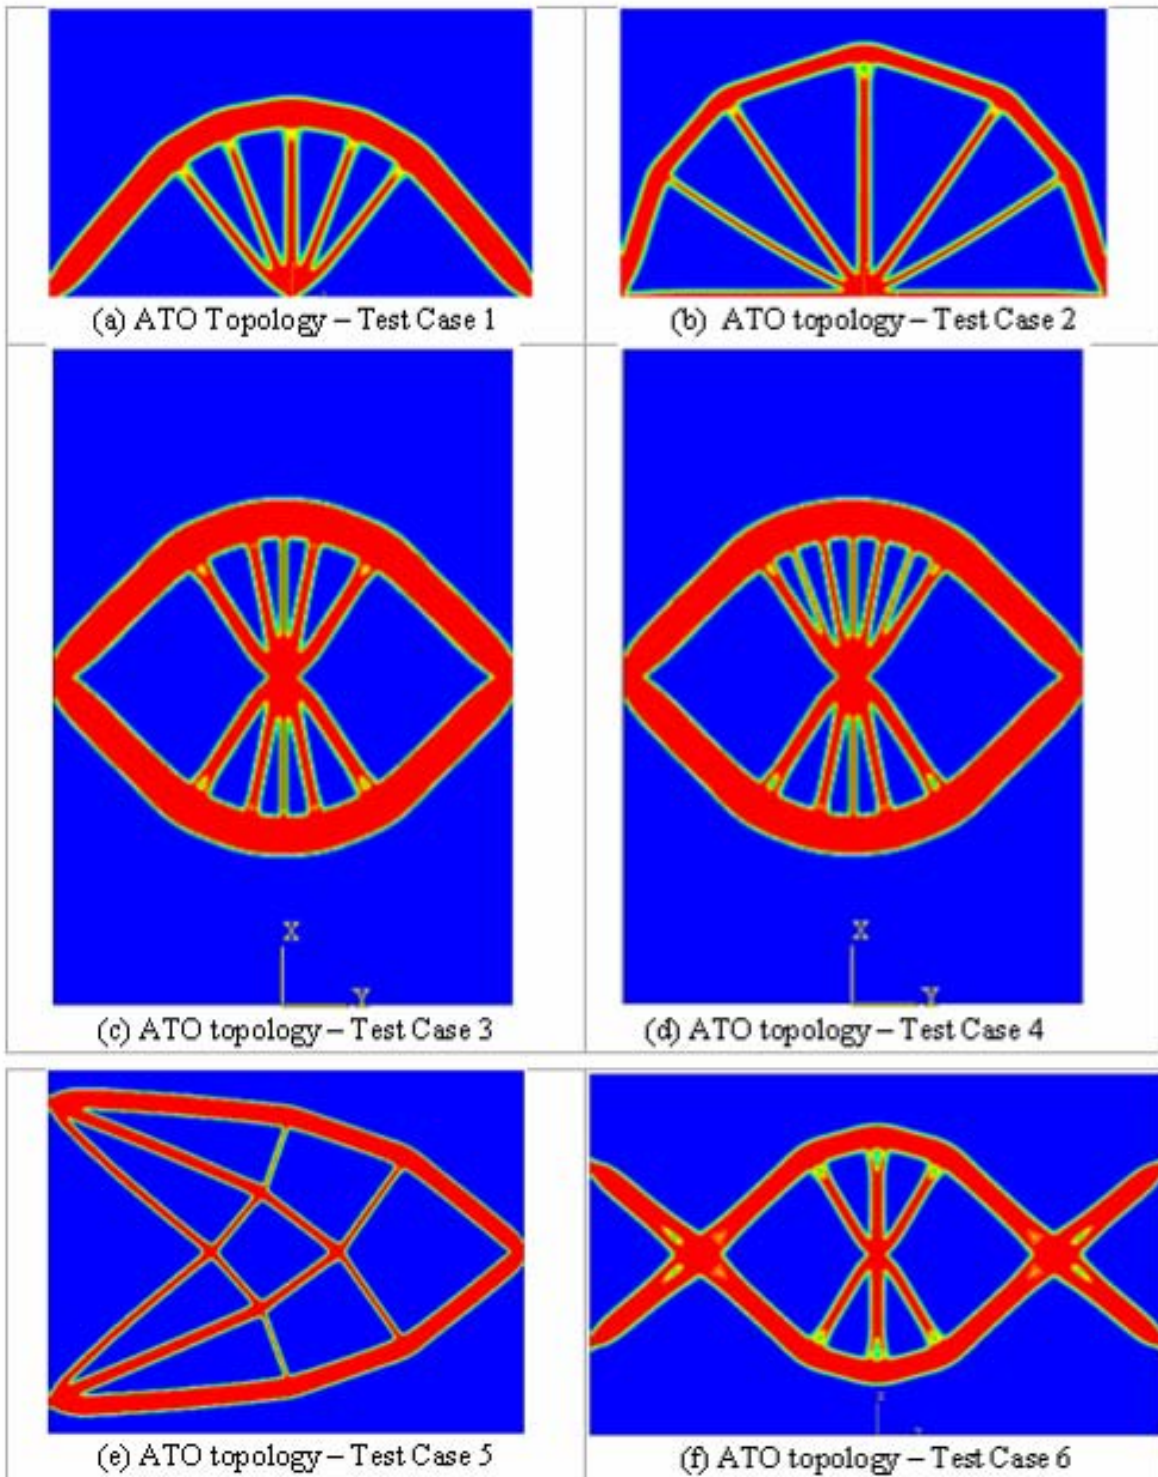 (a) ATO Topology – Test Case 1
(b) ATO topology – Test Case 2
X
Y
(c) ATO topology – Test Case 3
X
Y
(d) ATO topology – Test Case 4
(e) ATO topology – Test Case 5
(f) ATO topology – Test Case 6